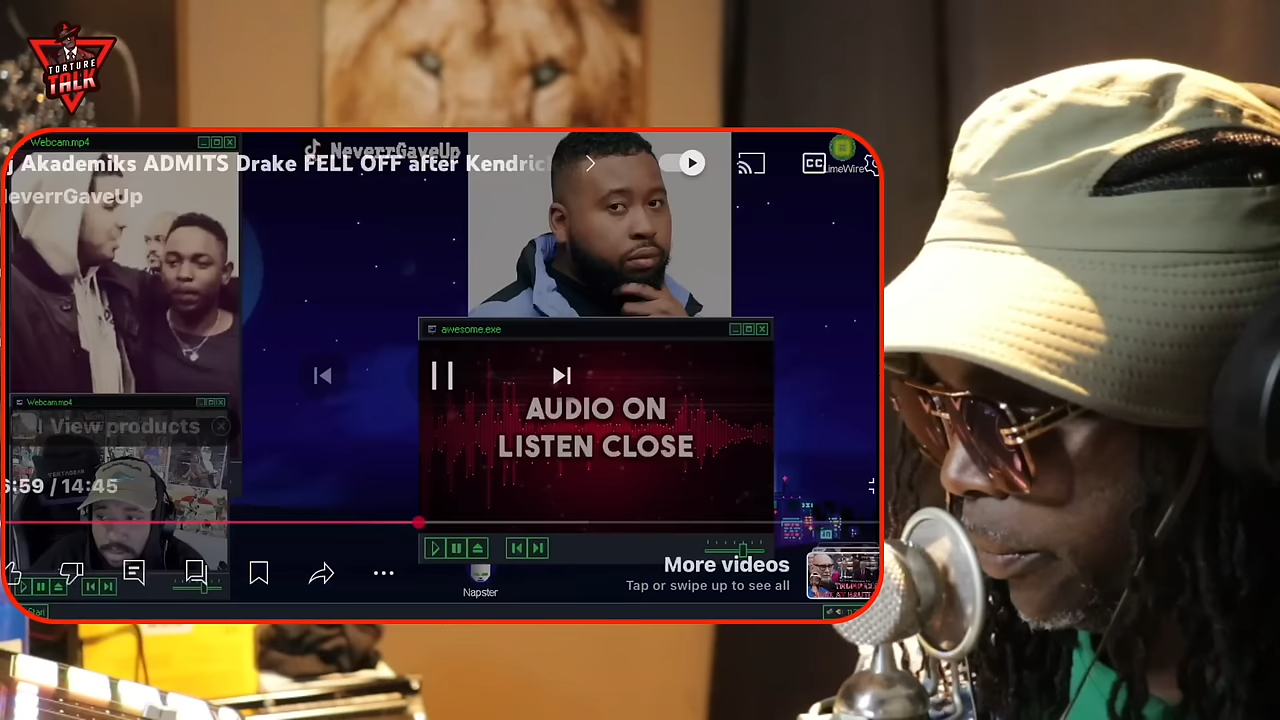 TORTURE
TALK
Webcam.mp4
NeverrGaveUp
Akademiks ADMITS Drake FELL OFF after Kendric
CC
LimeWire
everrGaveUp
awesome.exe
AUDIO ON
LISTEN CLOSE
Webcam.mp4
View products
6:59 / 14:45
More videos
Tap or swipe up to see all
Napster